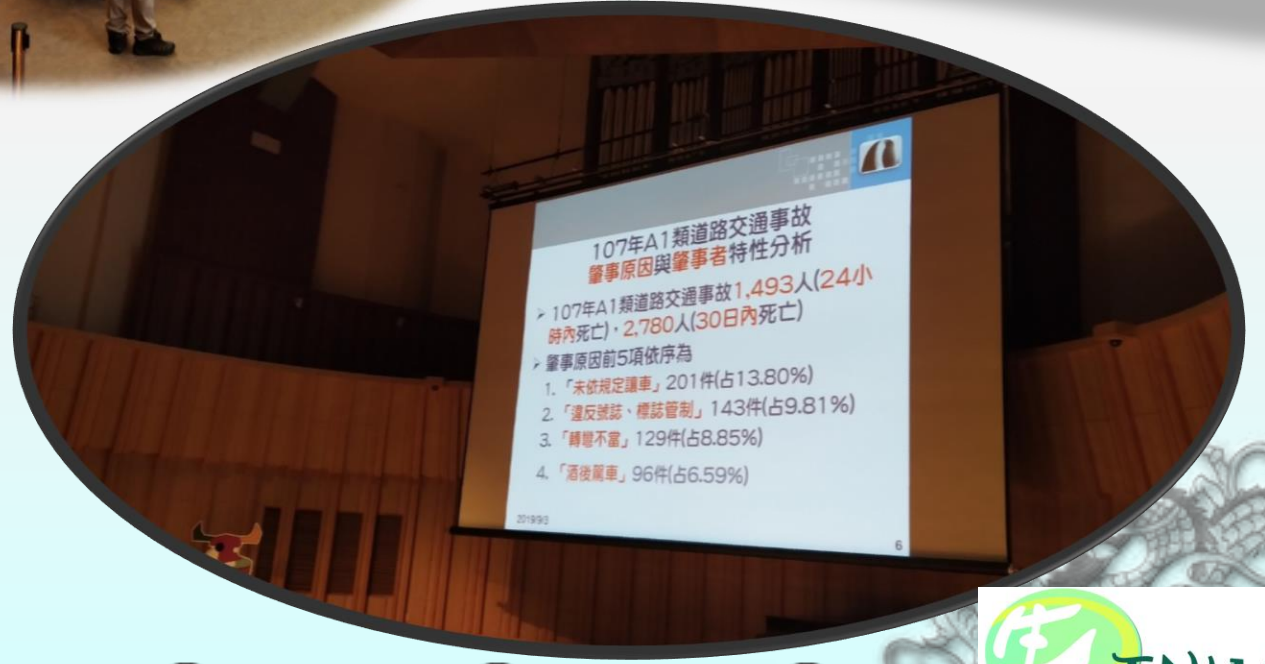 107年A1類道路交通事故
肇事原因與肇事者特性分析
➢ 107年A1類道路交通事故1,493人(24小
時內死亡)，2,780人(30日內死亡)
➢ 肇事原因前5項依序為
1. 「未依規定讓車」201件(占13.80%)
2. 「違反號誌、標誌管制」143件(占9.81%)
3. 「轉彎不當」129件(占8.85%)
4. 「酒後駕車」96件(占6.59%)
2019/9/3
6